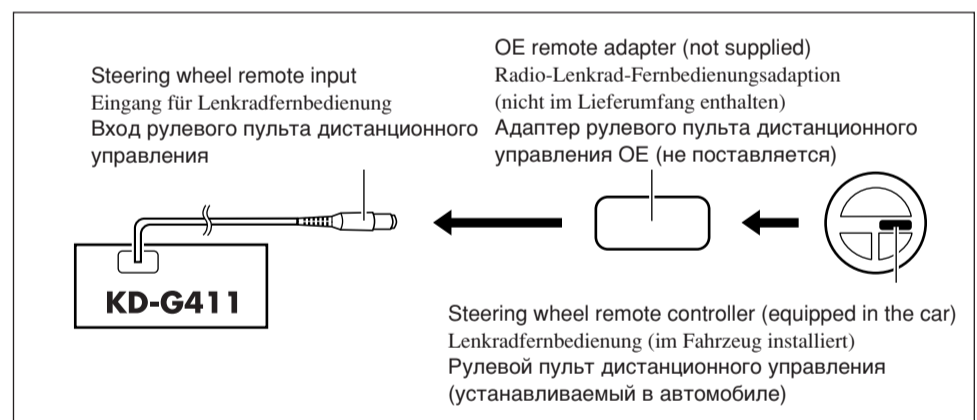 Steering wheel remote input
Eingang für Lenkradfernbedienung
Вход рулевого пульта дистанционного
управления
OE remote adapter (not supplied)
Radio-Lenkrad-Fernbedienungsadaption
(nicht im Lieferumfang enthalten)
Адаптер рулевого пульта дистанционного
управления OE (не поставляется)
KD-G411
Steering wheel remote controller (equipped in the car)
Lenkradfernbedienung (im Fahrzeug installiert)
Рулевой пульт дистанционного управления
(устанавливаемый в автомобиле)